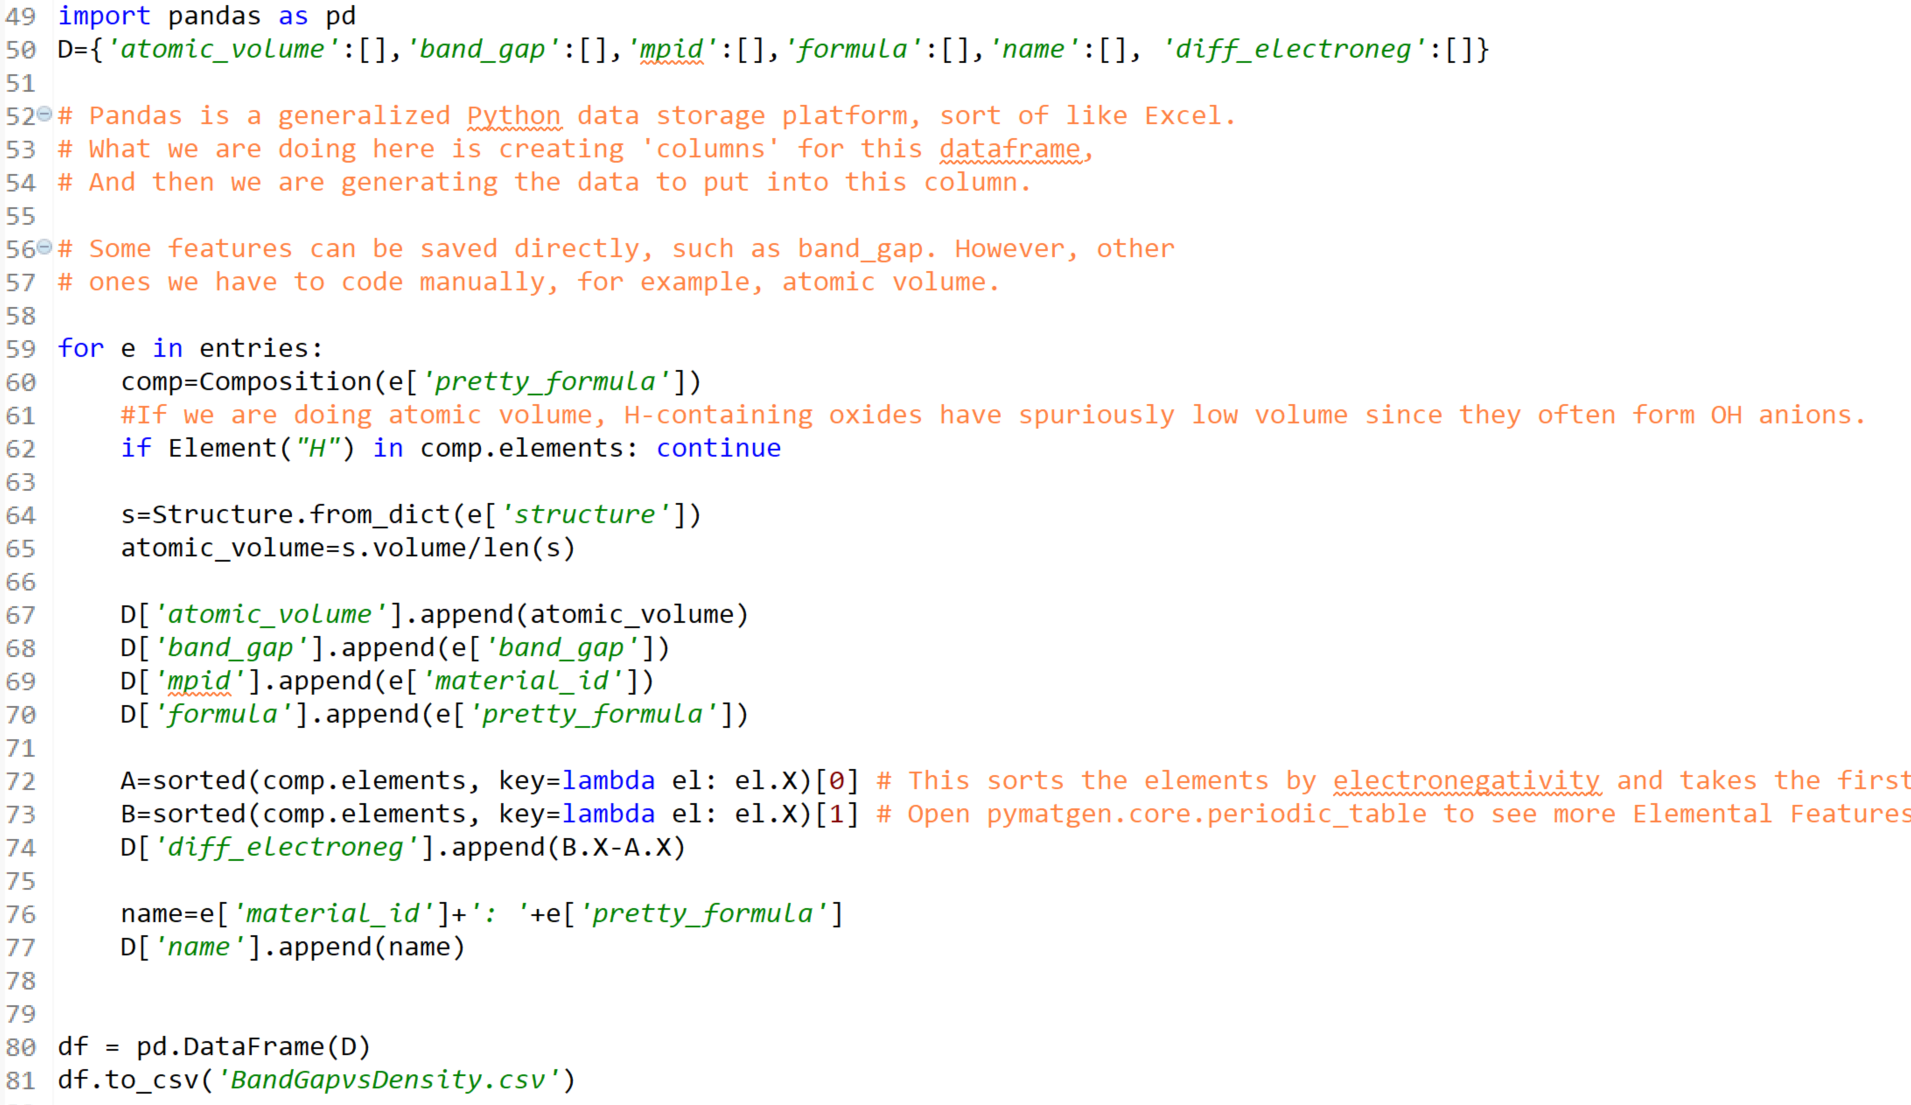 49 import pandas as pd
50 D={'atomic_volume':[],'band_gap':[],'mpid':[],'formula':[],'name':[], 'diff_electroneg':[]}
51
52 # Pandas is a generalized Python data storage platform, sort of like Excel.
53 # What we are doing here is creating 'columns' for this dataframe,
54 # And then we are generating the data to put into this column.
55
56 # Some features can be saved directly, such as band_gap. However, other
57 # ones we have to code manually, for example, atomic volume.
58
59 for e in entries:
60     comp=Composition(e['pretty_formula'])
61     #If we are doing atomic volume, H-containing oxides have spuriously low volume since they often form OH anions.
62     if Element("H") in comp.elements: continue
63
64     s=Structure.from_dict(e['structure'])
65     atomic_volume=s.volume/len(s)
66
67     D['atomic_volume'].append(atomic_volume)
68     D['band_gap'].append(e['band_gap'])
69     D['mpid'].append(e['material_id'])
70     D['formula'].append(e['pretty_formula'])
71
72     A=sorted(comp.elements, key=lambda el: el.X)[0] # This sorts the elements by electronegativity and takes the first
73     B=sorted(comp.elements, key=lambda el: el.X)[1] # Open pymatgen.core.periodic_table to see more Elemental Features
74     D['diff_electroneg'].append(B.X-A.X)
75
76     name=e['material_id']+': '+e['pretty_formula']
77     D['name'].append(name)
78
79
80 df = pd.DataFrame(D)
81 df.to_csv('BandGapvsDensity.csv')